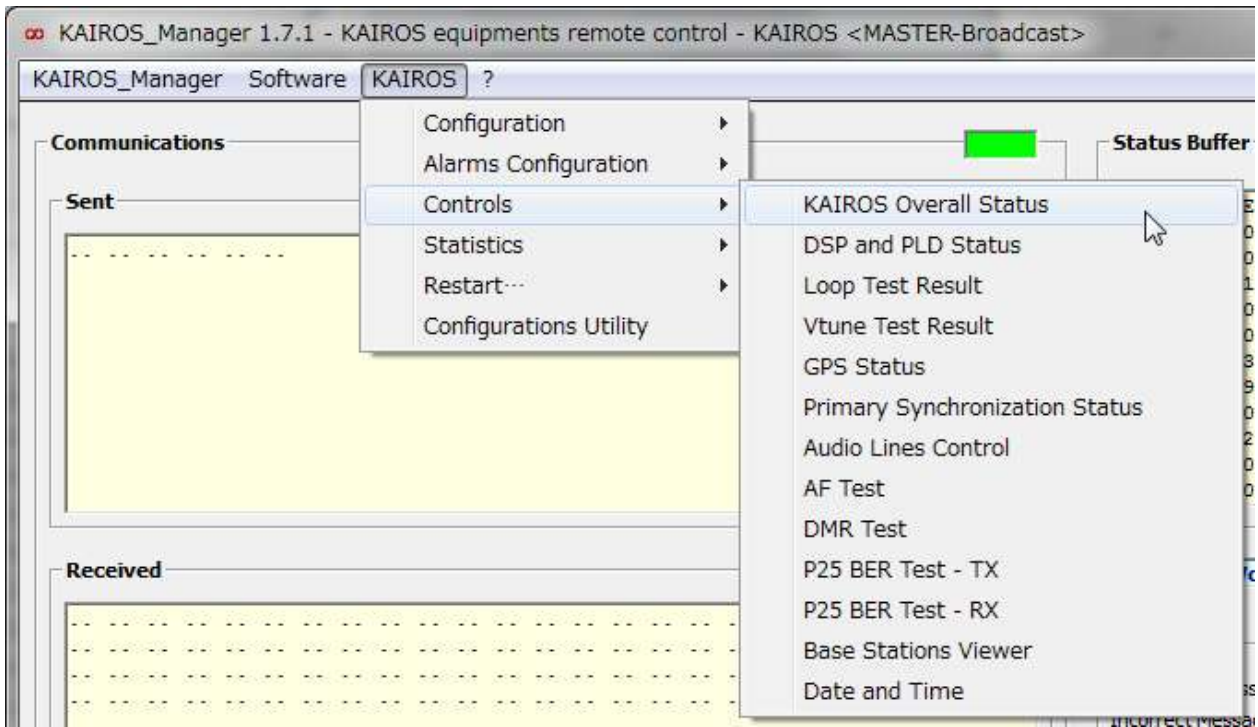 KAIROS_Manager 1.7.1 - KAIROS equipments remote control - KAIROS <MASTER-Broadcast>
KAIROS_Manager Software KAIROS ?
Communications
Status Buffer
Sent
-- -- -- -- -- --
Configuration
Alarms Configuration
Controls
Statistics
Restart…
Configurations Utility
KAIROS Overall Status
DSP and PLD Status
Loop Test Result
Vtune Test Result
GPS Status
Primary Synchronization Status
Audio Lines Control
AF Test
DMR Test
P25 BER Test - TX
P25 BER Test - RX
Base Stations Viewer
Date and Time
Received
-- -- -- -- -- -- -- -- -- -- -- -- -- -- -- -- -- -
-- -- -- -- -- -- -- -- -- -- -- -- -- -- -- -- -- -
-- -- -- -- -- -- -- -- -- -- -- -- -- -- -- -- -- -
-- -- -- -- -- -- -- -- -- -- -- -- -- -- -- -- -- -